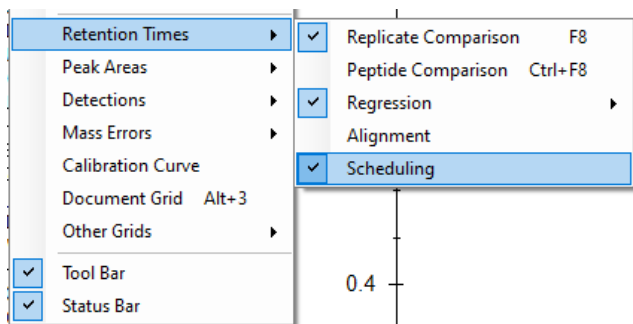 Retention Times
Peak Areas
Detections
Mass Errors
Calibration Curve
Document Grid Alt+3
Other Grids
Tool Bar
Status Bar
Replicate Comparison F8
Peptide Comparison Ctrl+F8
Regression
Alignment
Scheduling
0.4